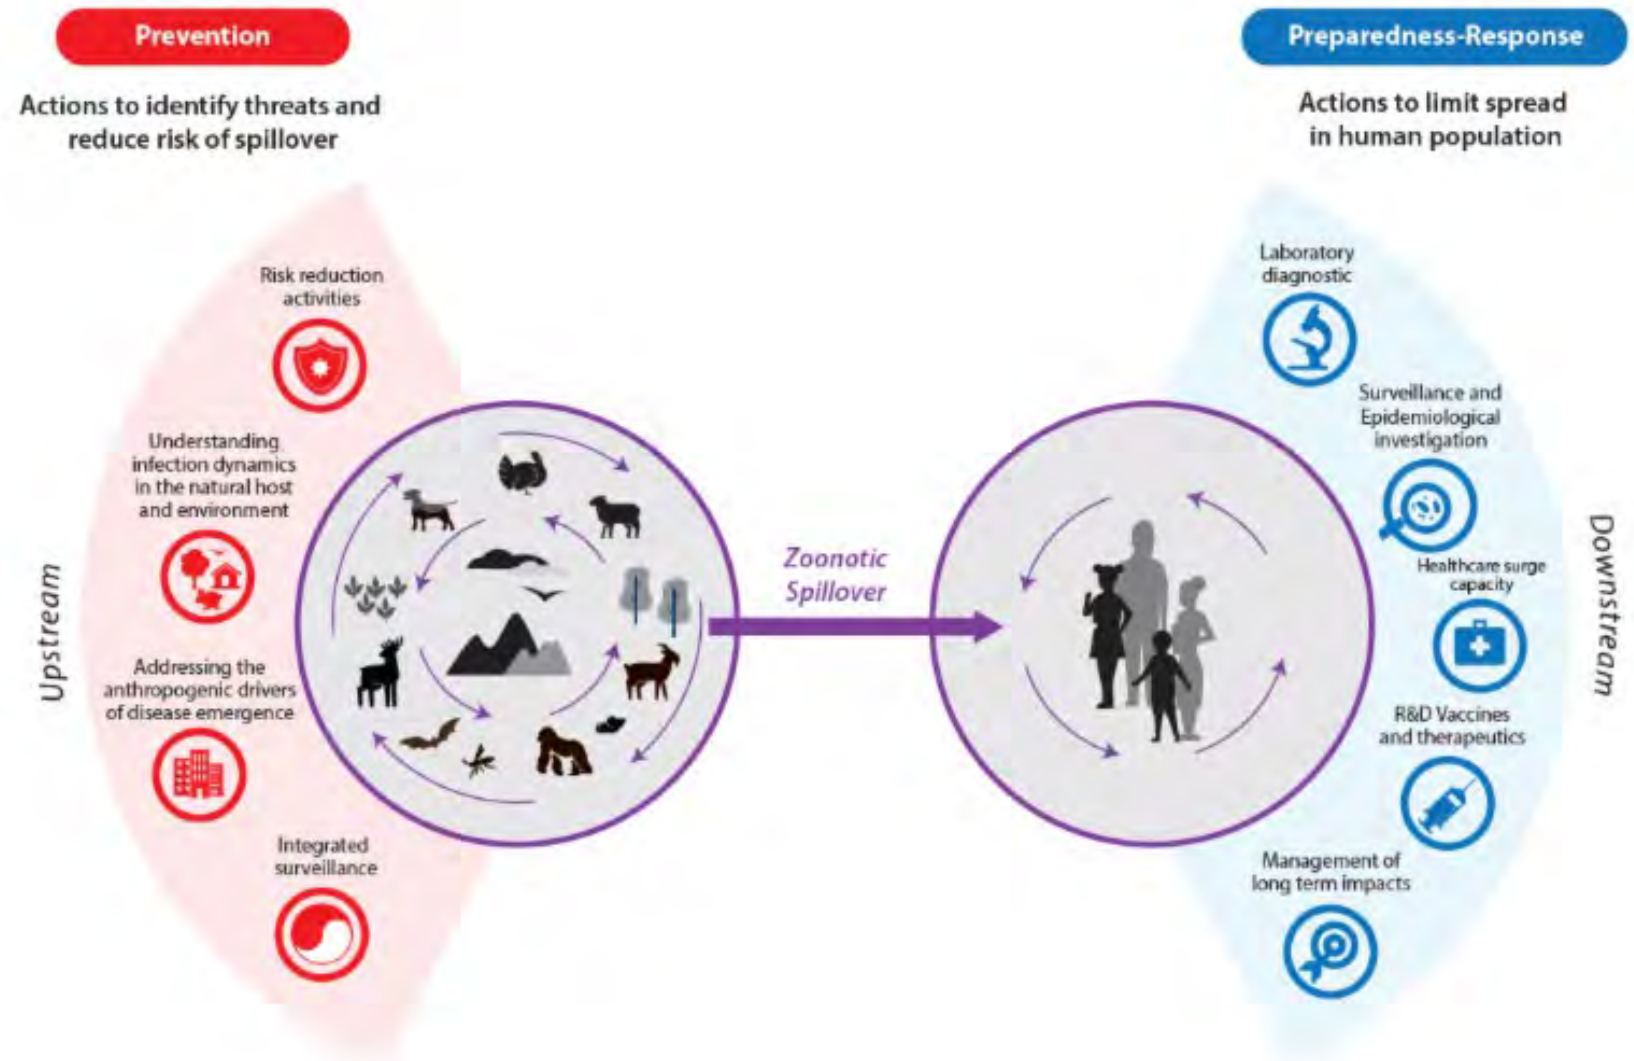 Prevention
Actions to identify threats and
reduce risk of spillover
Upstream
Risk reduction
activities
Understanding
infection dynamics
in the natural host
and environment
Addressing the
anthropogenic drivers
of disease emergence
Integrated
surveillance
Zoonotic
Spillover
Preparedness-Response
Actions to limit spread
in human population
Laboratory
diagnostic
Surveillance and
Epidemiological
investigation
Healthcare surge
capacity
R&D Vaccines
and therapeutics
Management of
long term impacts
Downstream